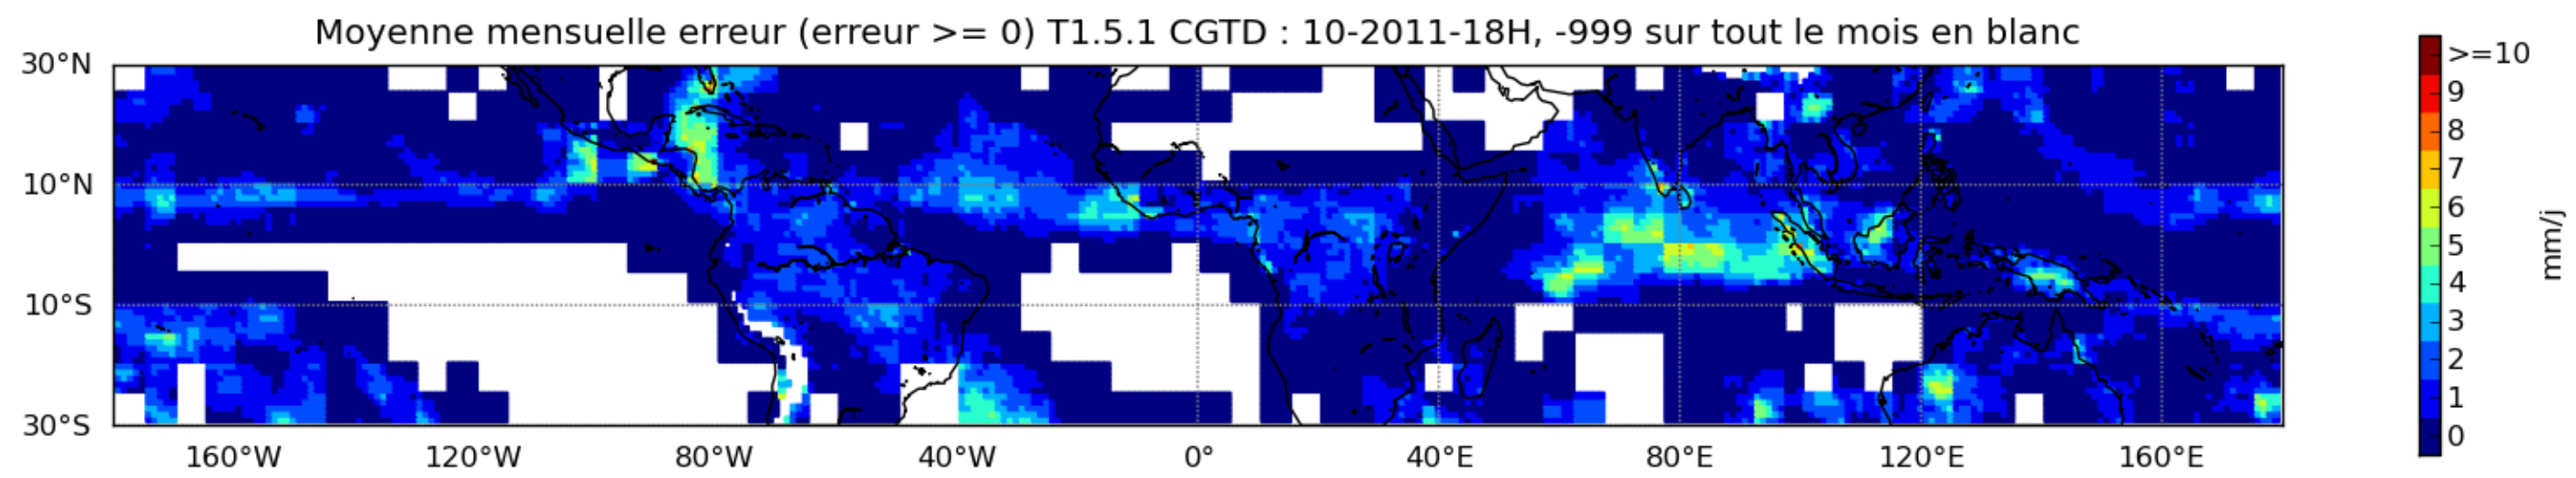 Moyenne mensuelle erreur (erreur >= 0) T1.5.1 CGTD : 10-2011-18H, -999 sur tout le mois en blanc
30°N
10°N
10°S
30°S
160°W 120°W 80°W 40°W 0° 40°E 80°E 120°E 160°E
>=10
9
8
7
6
5
4
3
2
1
0
mm/j